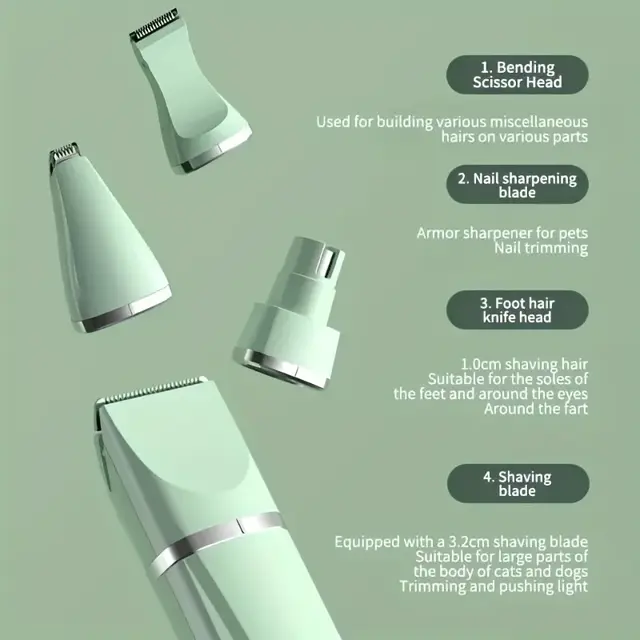 1. Bending
Scissor Head
Used for building various miscellaneous
hairs on various parts
2. Nail sharpening
blade
Armor sharpener for pets
Nail trimming
3. Foot hair
knife head
1.0cm shaving hair
Suitable for the soles of
the feet and around the eyes
Around the fart
4. Shaving
blade
Equipped with a 3.2cm shaving blade
Suitable for large parts of
the body of cats and dogs
Trimming and pushing light